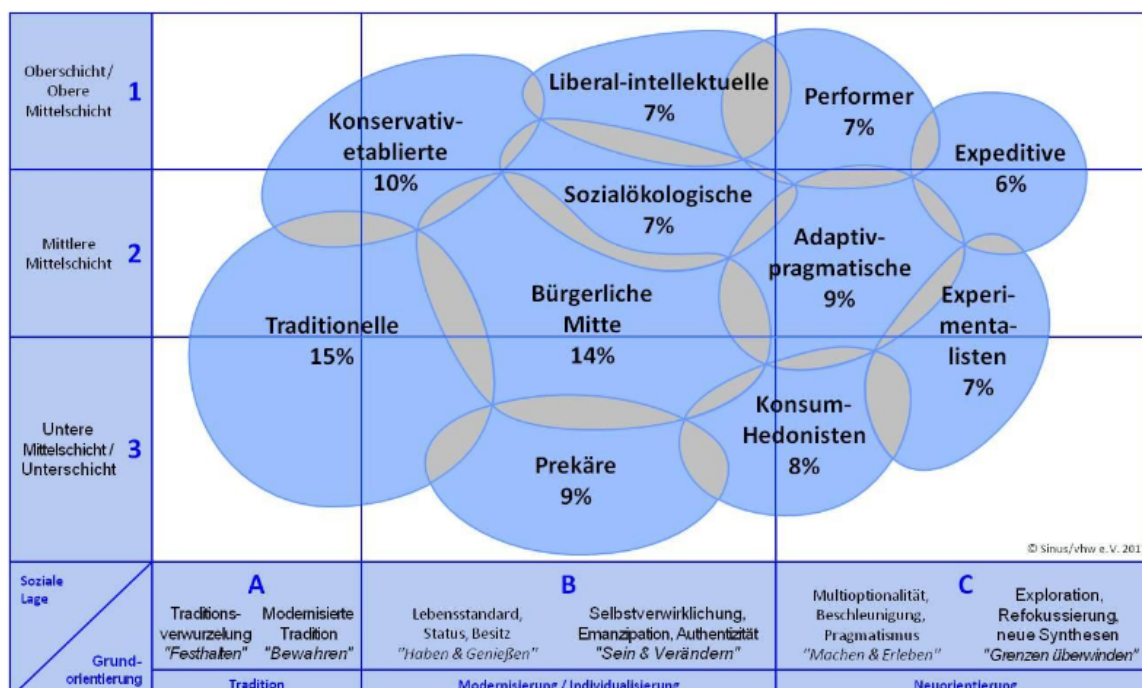 Oberschicht/
Obere
Mittelschicht
1
Mittlere
Mittelschicht
2
Untere
Mittelschicht/
Unterschicht
3
Liberal-intellektuelle
7%
Performer
7%
Konservativ-
etablierte
10%
Expeditive
6%
Sozialökologische
7%
Adaptiv-
pragmatische
9%
Bürgerliche
Mitte
14%
Traditionelle
15%
Experi-
menta-
listen
7%
Konsum-
Hedonisten
8%
Prekäre
9%
© Sinus/vhw e.V. 201
Soziale
Lage
Grund-
orientierung
A
Traditions-
verwurzelung
"Festhalten"
Modernisierte
Tradition
"Bewahren"
B
Lebensstandard,
Status, Besitz
"Haben & Genießen"
Selbstverwirklichung,
Emanzipation, Authentizität
"Sein & Verändern"
C
Multioptionalität,
Beschleunigung,
Pragmatismus
"Machen & Erleben"
Exploration,
Refokussierung,
neue Synthesen
"Grenzen überwinden"
Tradition
Modernisierung / Individualisierung
Neuorientierung